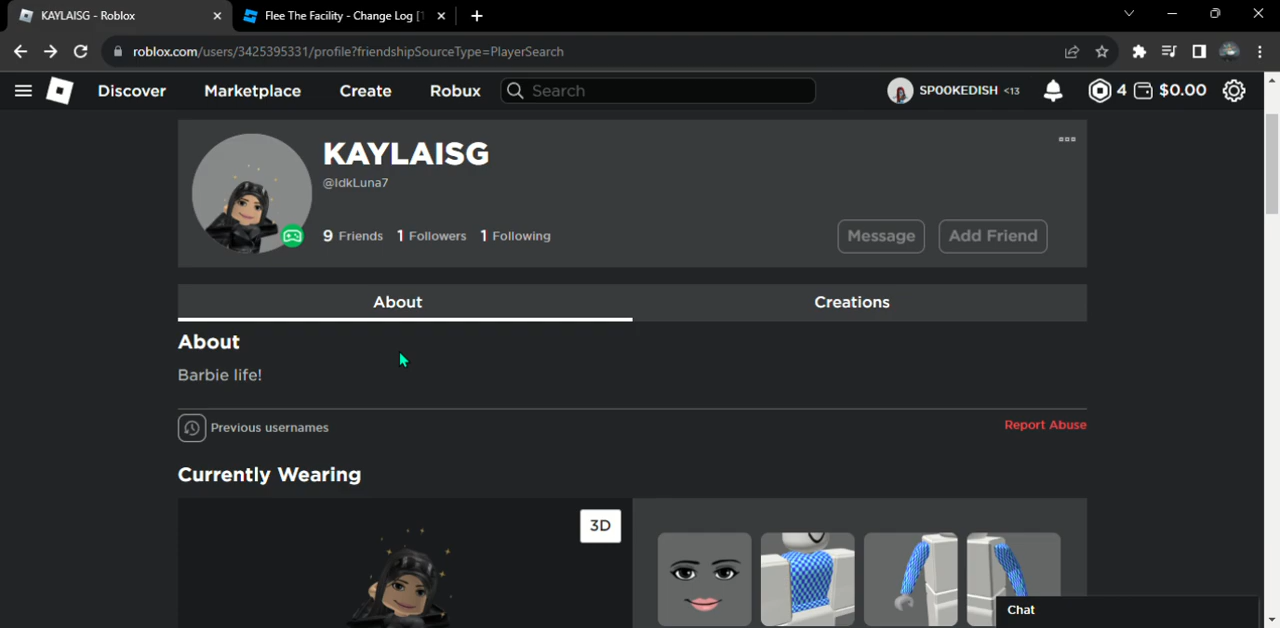 KAYLAISG - Roblox
Flee The Facility - Change Log [
roblox.com/users/3425395331/profile?friendshipSourceType=PlayerSearch
Discover Marketplace Create Robux Search SPOOKEDISH <13 4 $0.00
KAYLAISG
@IdkLuna7
9 Friends 1 Followers 1 Following
Message Add Friend
About Creations
About
Barbie life!
Previous usernames Report Abuse
Currently Wearing
3D
Chat